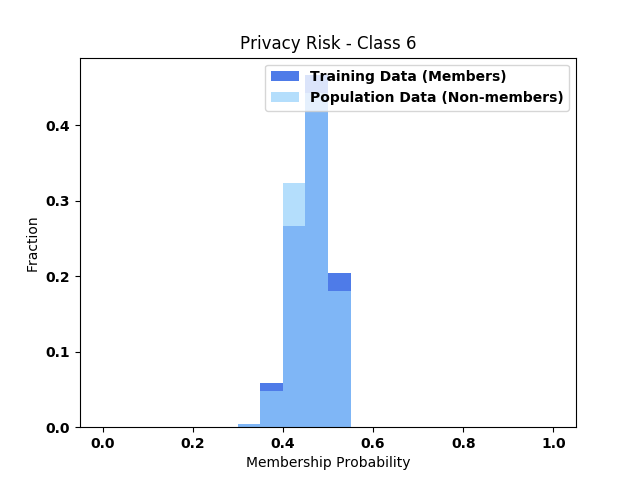 Privacy Risk - Class 6
Training Data (Members)
Population Data (Non-members)
Fraction
0.4
0.3
0.2
0.1
0.0
0.0 0.2 0.4 0.6 0.8 1.0
Membership Probability